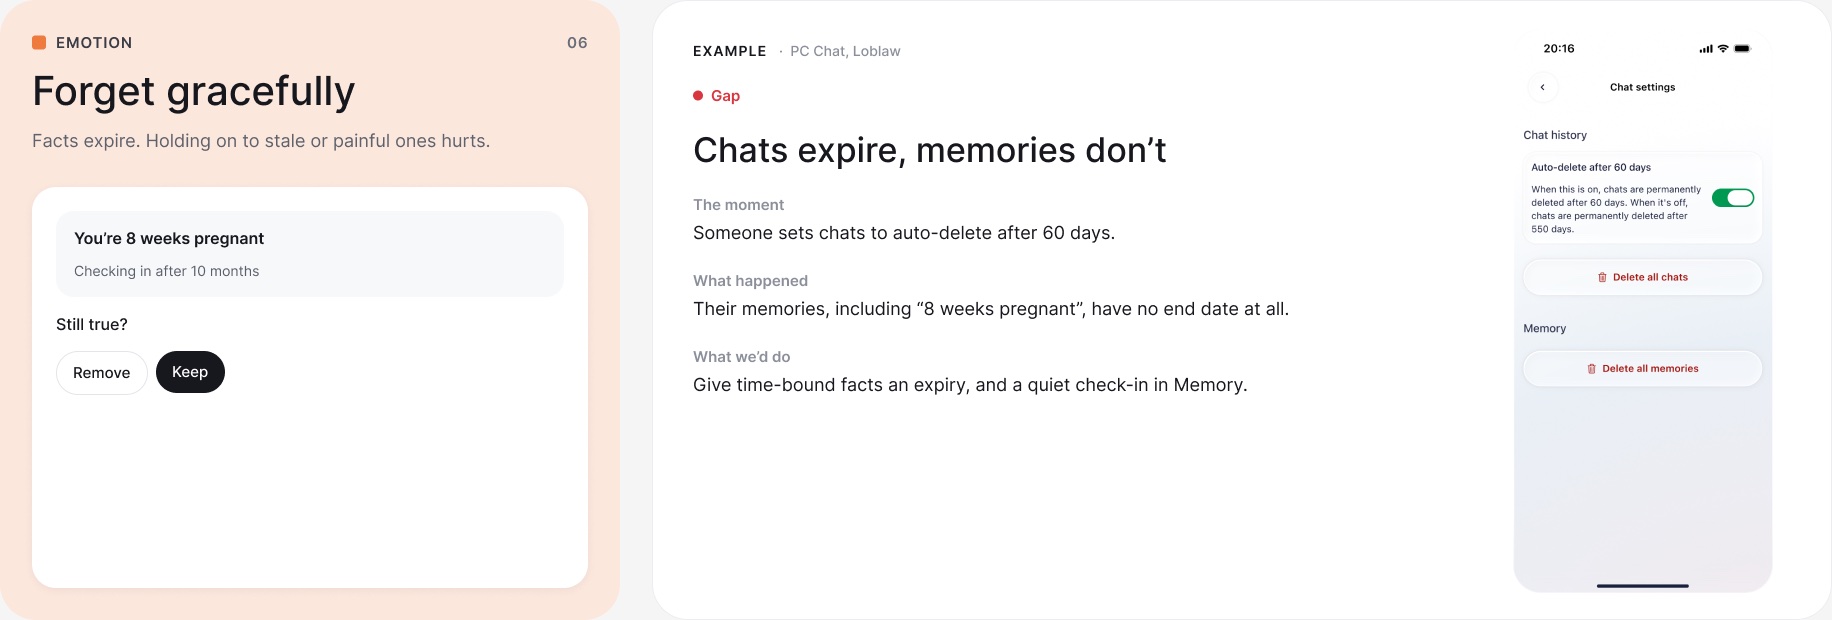 EMOTION
06
Forget gracefully
Facts expire. Holding on to stale or painful ones hurts.
You’re 8 weeks pregnant
Checking in after 10 months
Still true?
Remove
Keep
EXAMPLE · PC Chat, Loblaw
Gap
Chats expire, memories don’t
The moment
Someone sets chats to auto-delete after 60 days.
What happened
Their memories, including “8 weeks pregnant”, have no end date at all.
What we’d do
Give time-bound facts an expiry, and a quiet check-in in Memory.
20:16
Chat settings
Chat history
Auto-delete after 60 days
When this is on, chats are permanently
deleted after 60 days. When it's off,
chats are permanently deleted after
550 days.
Delete all chats
Memory
Delete all memories